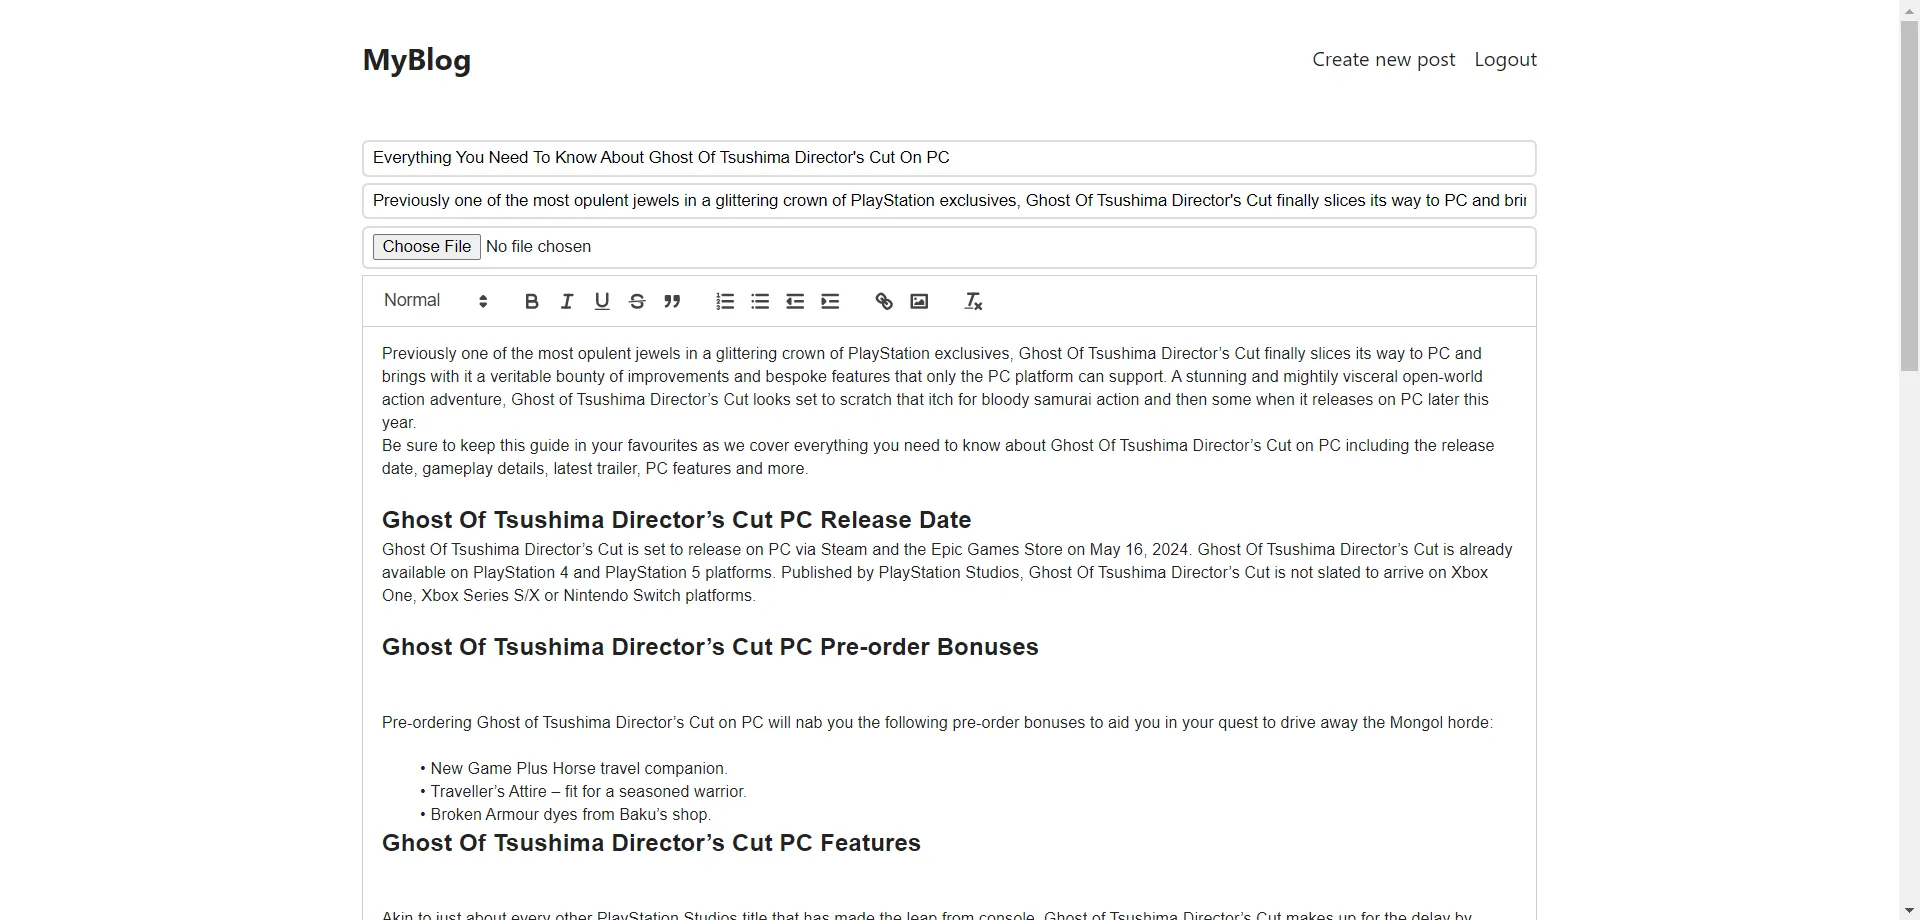 MyBlog
Create new post Logout
Everything You Need To Know About Ghost Of Tsushima Director's Cut On PC
Previously one of the most opulent jewels in a glittering crown of PlayStation exclusives, Ghost Of Tsushima Director's Cut finally slices its way to PC and brin
Choose File No file chosen
Normal
Previously one of the most opulent jewels in a glittering crown of PlayStation exclusives, Ghost Of Tsushima Director’s Cut finally slices its way to PC and
brings with it a veritable bounty of improvements and bespoke features that only the PC platform can support. A stunning and mightily visceral open-world
action adventure, Ghost of Tsushima Director’s Cut looks set to scratch that itch for bloody samurai action and then some when it releases on PC later this
year.
Be sure to keep this guide in your favourites as we cover everything you need to know about Ghost Of Tsushima Director’s Cut on PC including the release
date, gameplay details, latest trailer, PC features and more.
Ghost Of Tsushima Director’s Cut PC Release Date
Ghost Of Tsushima Director’s Cut is set to release on PC via Steam and the Epic Games Store on May 16, 2024. Ghost Of Tsushima Director’s Cut is already
available on PlayStation 4 and PlayStation 5 platforms. Published by PlayStation Studios, Ghost Of Tsushima Director’s Cut is not slated to arrive on Xbox
One, Xbox Series S/X or Nintendo Switch platforms.
Ghost Of Tsushima Director’s Cut PC Pre-order Bonuses
Pre-ordering Ghost of Tsushima Director’s Cut on PC will nab you the following pre-order bonuses to aid you in your quest to drive away the Mongol horde:
• New Game Plus Horse travel companion.
• Traveller’s Attire – fit for a seasoned warrior.
• Broken Armour dyes from Baku’s shop.
Ghost Of Tsushima Director’s Cut PC Features
Akin to just about every other PlayStation Studios title that has made the leap from console, Ghost of Tsushima Director’s Cut makes up for the delay by